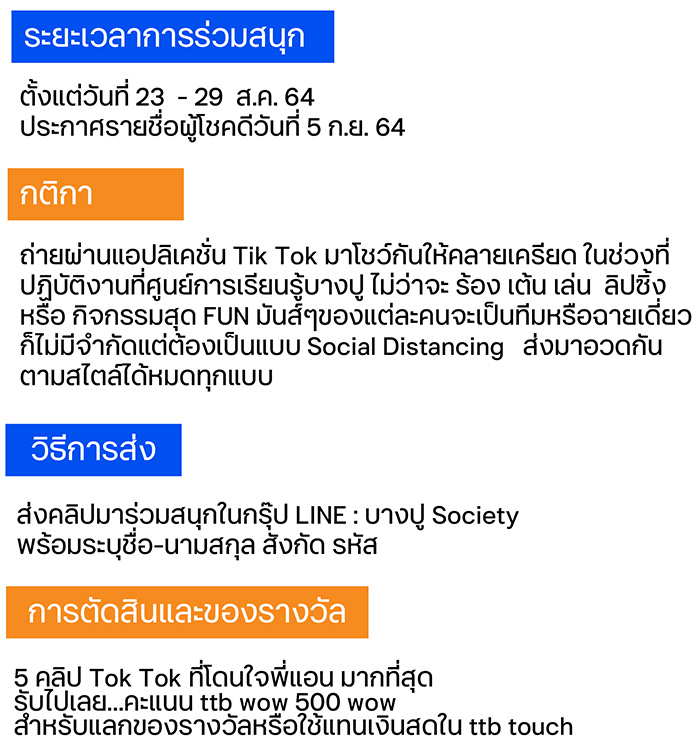 ระยะเวลาการร่วมสนุก
ตั้งแต่วันที่ 23 - 29 ส.ค. 64
ประกาศรายชื่อผู้โชคดีวันที่ 5 ก.ย. 64
กติกา
ถ่ายผ่านแอปลิเคชั่น Tik Tok มาโชว์กันให้คลายเครียด ในช่วงที่
ปฏิบัติงานที่ศูนย์การเรียนรู้บางปู ไม่ว่าจะ ร้อง เต้น เล่น ลิปซิ้ง
หรือ กิจกรรมสุด FUN มันส์ๆของแต่ละคนจะเป็นทีมหรือฉายเดี่ยว
ก็ไม่มีจำกัดแต่ต้องเป็นแบบ Social Distancing ส่งมาอวดกัน
ตามสไตล์ได้หมดทุกแบบ
วิธีการส่ง
ส่งคลิปมาร่วมสนุกในกรุ๊ป LINE : บางปู Society
พร้อมระบุชื่อ-นามสกุล สังกัด รหัส
การตัดสินและของรางวัล
5 คลิป Tok Tok ที่โดนใจพี่แอน มากที่สุด
รับไปเลย...คะแนน ttb wow 500 wow
สำหรับแลกของรางวัลหรือใช้แทนเงินสดใน ttb touch